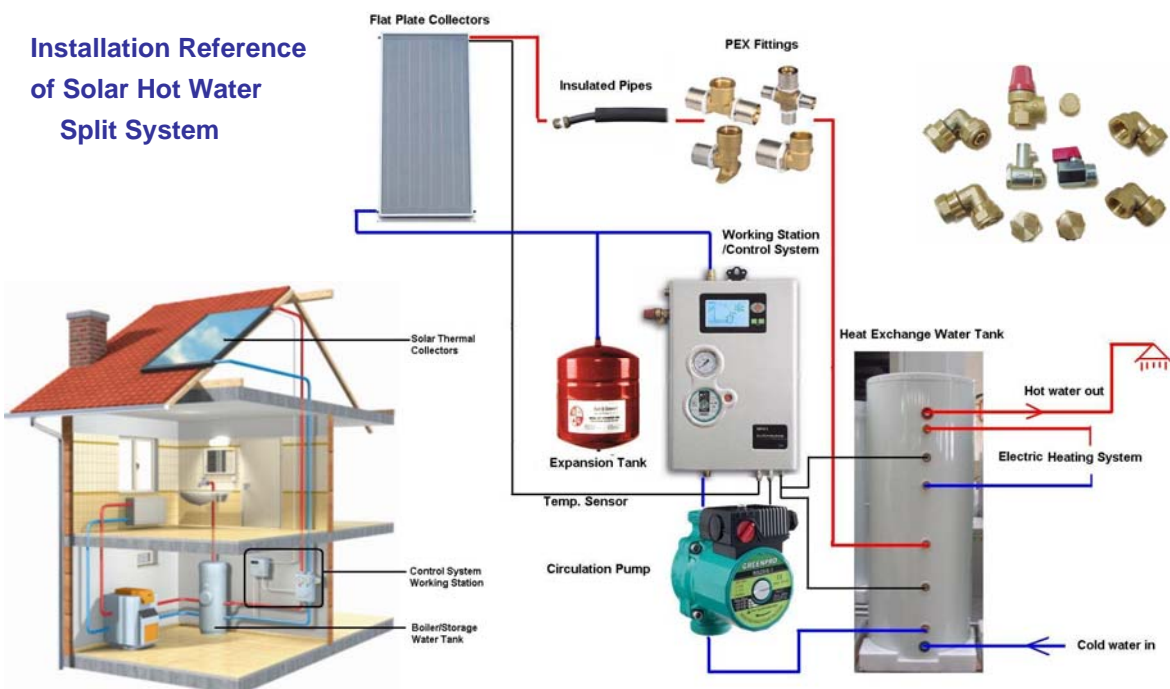 Installation Reference
of Solar Hot Water
Split System
Flat Plate Collectors
PEX Fittings
Insulated Pipes
Working Station
/Control System
Heat Exchange Water Tank
Solar Thermal
Collectors
Hot water out
Expansion Tank
Electric Heating System
Temp. Sensor
Circulation Pump
GREENPRO
Control System
Working Station
Boiler/Storage
Water Tank
Cold water in